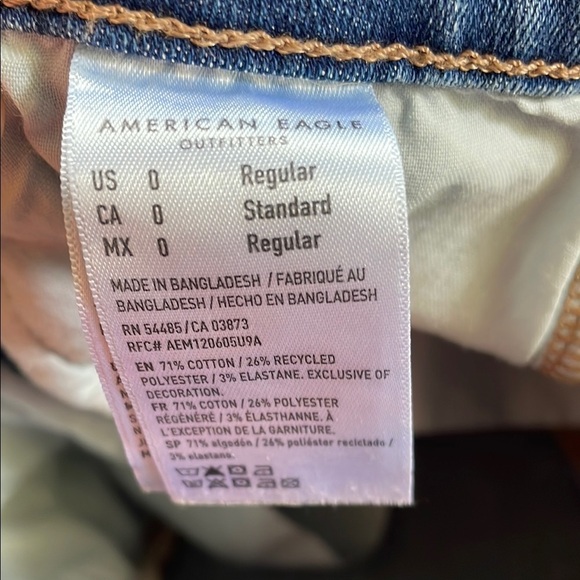 AMERICAN EAGLE
OUTFITTERS
US 0 Regular
CA 0 Standard
MX 0 Regular
MADE IN BANGLADESH / FABRIQUÉ AU
BANGLADESH / HECHO EN BANGLADESH
RN 54485 / CA 03873
RFC# AEM120605U9A
EN 71% COTTON / 26% RECYCLED
POLYESTER / 3% ELASTANE. EXCLUSIVE OF
DECORATION.
FR 71% COTON / 26% POLYESTER
RÉGÉNÉRÉ / 3% ÉLASTHANNE. À
L'EXCEPTION DE LA GARNITURE.
SP 71% algodón / 26% poliéster reciclado /
3% elastane.